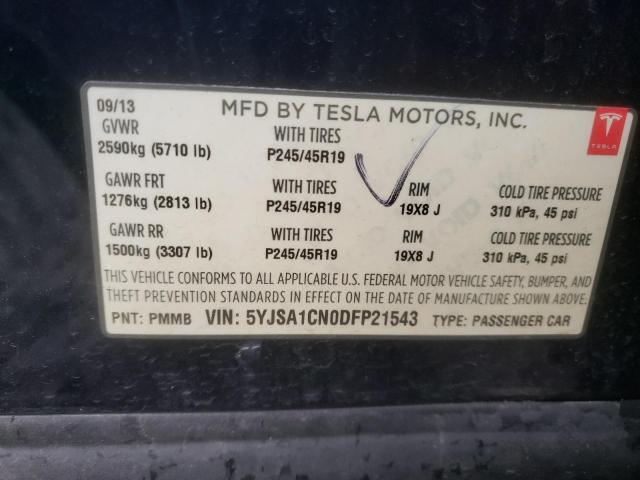 09/13 MFD BY TESLA MOTORS, INC.
TESLA
GVWR WITH TIRES
2590kg (5710 lb) P245/45R19
GAWR FRT WITH TIRES RIM COLD TIRE PRESSURE
1276kg (2813 lb) P245/45R19 19X8 J 310 kPa, 45 psi
GAWR RR WITH TIRES RIM COLD TIRE PRESSURE
1500kg (3307 lb) P245/45R19 19X8 J 310 kPa, 45 psi
THIS VEHICLE CONFORMS TO ALL APPLICABLE U.S. FEDERAL MOTOR VEHICLE SAFETY, BUMPER, AND
THEFT PREVENTION STANDARDS IN EFFECT ON THE DATE OF MANUFACTURE SHOWN ABOVE.
PNT: PMMB VIN: 5YJSA1CN0DFP21543 TYPE: PASSENGER CAR